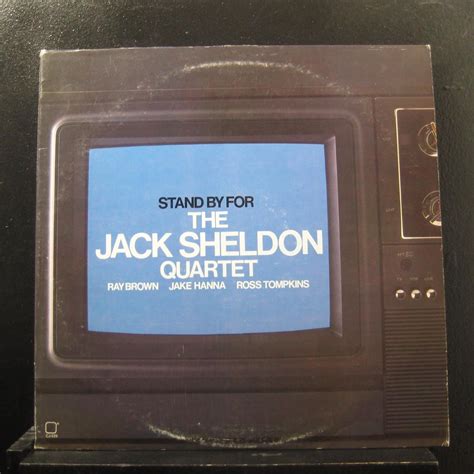 STAND BY FOR
THE
JACK SHELDON
QUARTET
RAY BROWN JAKE HANNA ROSS TOMPKINS